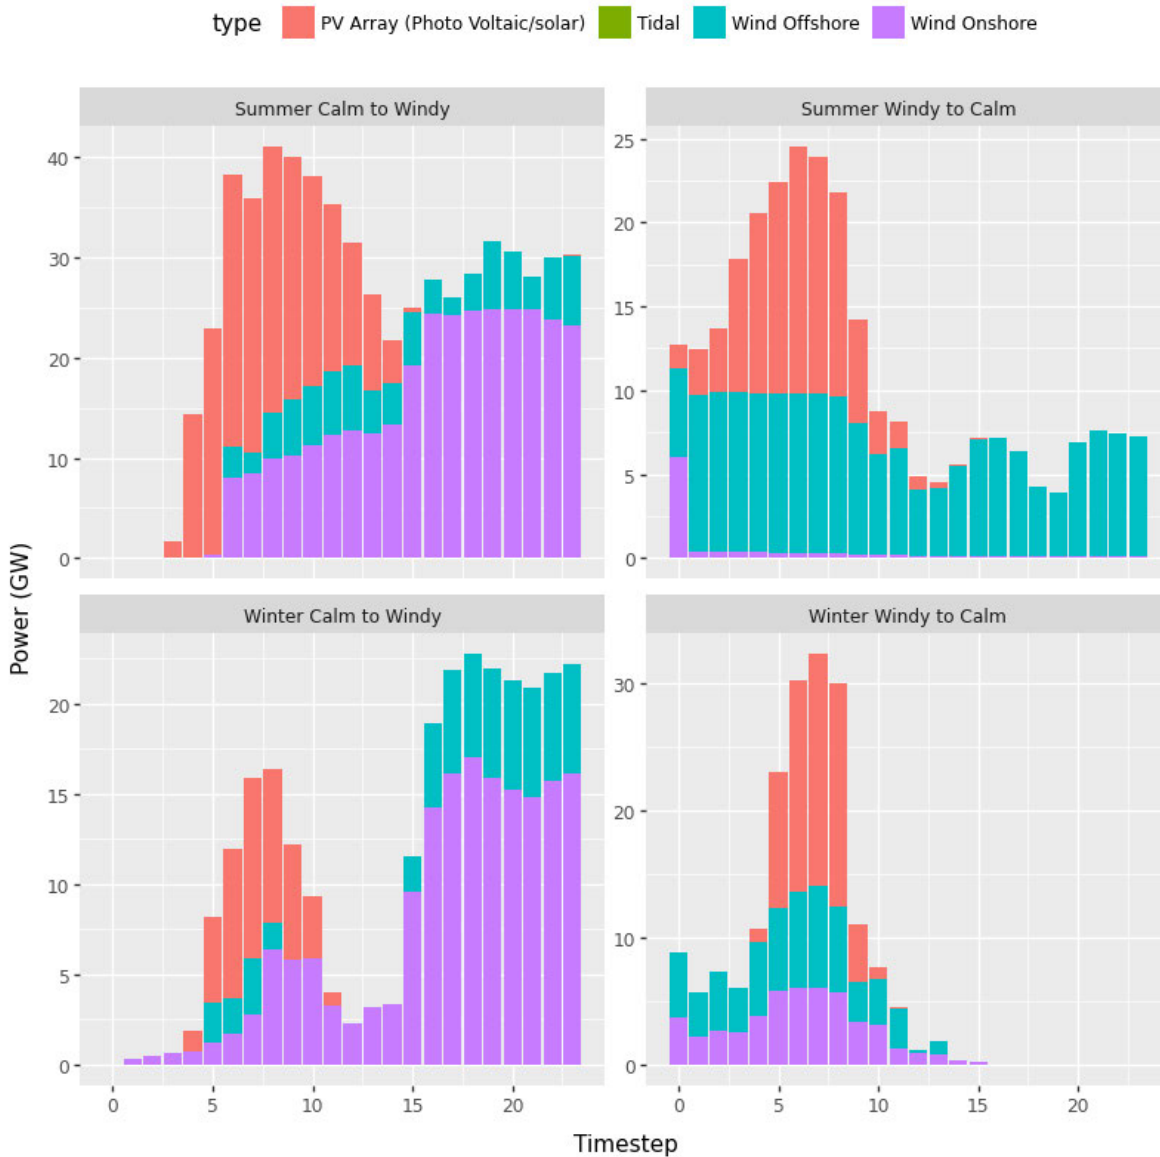 type PV Array (Photo Voltaic/solar) Tidal Wind Offshore Wind Onshore
Summer Calm to Windy
40
30
20
10
0
Summer Windy to Calm
25
20
15
10
5
0
Power (GW)
Winter Calm to Windy
20
15
10
5
0
0 5 10 15 20
Winter Windy to Calm
30
20
10
0
0 5 10 15 20
Timestep